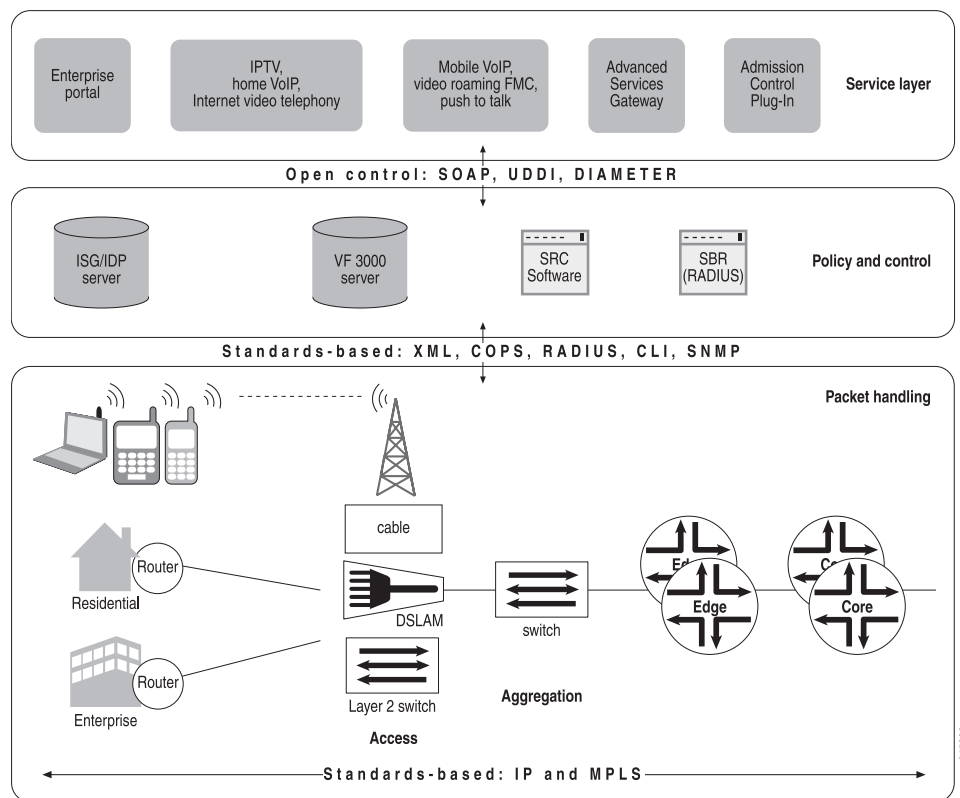 Enterprise
portal
IPTV,
home VoIP,
Internet video telephony
Mobile VoIP,
video roaming FMC,
push to talk
Advanced
Services
Gateway
Admission
Control
Plug-In
Service layer
Open control: SOAP, UDDI, DIAMETER
ISG/IDP
server
VF 3000
server
SRC
Software
SBR
(RADIUS)
Policy and control
Standards-based: XML, COPS, RADIUS, CLI, SNMP
Packet handling
cable
Router
Residential
DSLAM
switch
Edge
Core
Router
Enterprise
Layer 2 switch
Aggregation
Access
Standards-based: IP and MPLS